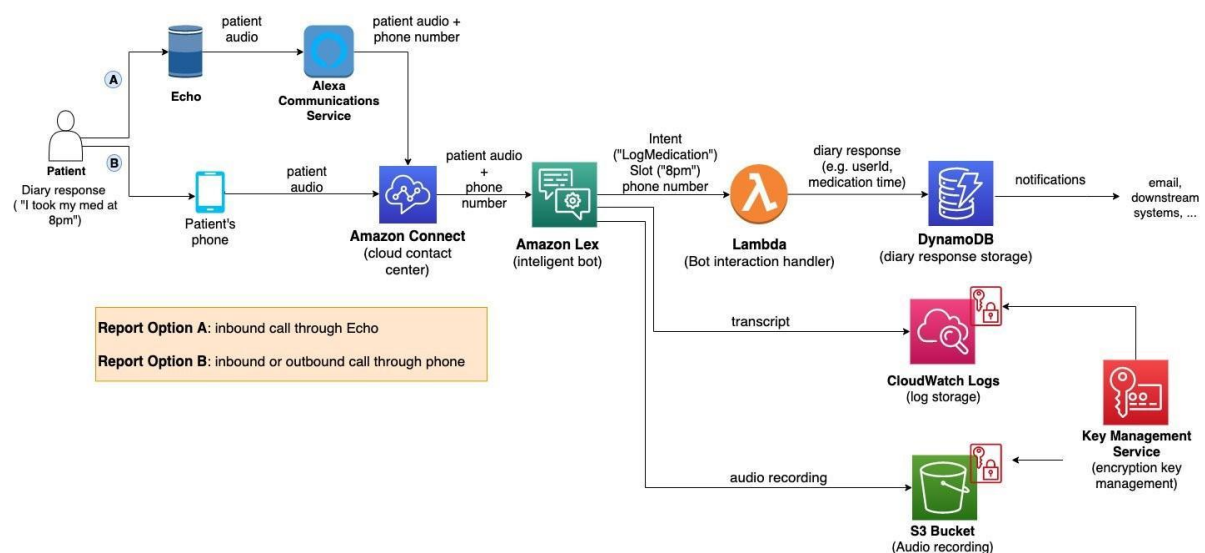 patient
audio
patient audio +
phone number
A
Echo
Alexa
Communications
Service
Patient
Diary response
( "I took my med at
8pm")
B
Patient's
phone
patient
audio
Amazon Connect
(cloud contact
center)
patient audio
+
phone
number
Amazon Lex
(inteligent bot)
Intent
("LogMedication")
Slot ("8pm")
phone number
Lambda
(Bot interaction handler)
diary response
(e.g. userId,
medication time)
DynamoDB
(diary response storage)
notifications
email,
downstream
systems, ...
Report Option A: inbound call through Echo
Report Option B: inbound or outbound call through phone
transcript
CloudWatch Logs
(log storage)
Key Management
Service
(encryption key
management)
audio recording
S3 Bucket
(Audio recording)